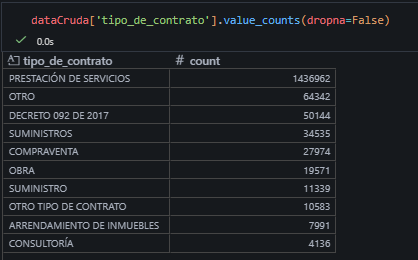 dataCruda['tipo_de_contrato'].value_counts(dropna=False)
0.0s
tipo_de_contrato # count
PRESTACIÓN DE SERVICIOS 1436962
OTRO 64342
DECRETO 092 DE 2017 50144
SUMINISTROS 34535
COMPRAVENTA 27974
OBRA 19571
SUMINISTRO 11339
OTRO TIPO DE CONTRATO 10583
ARRENDAMIENTO DE INMUEBLES 7991
CONSULTORÍA 4136